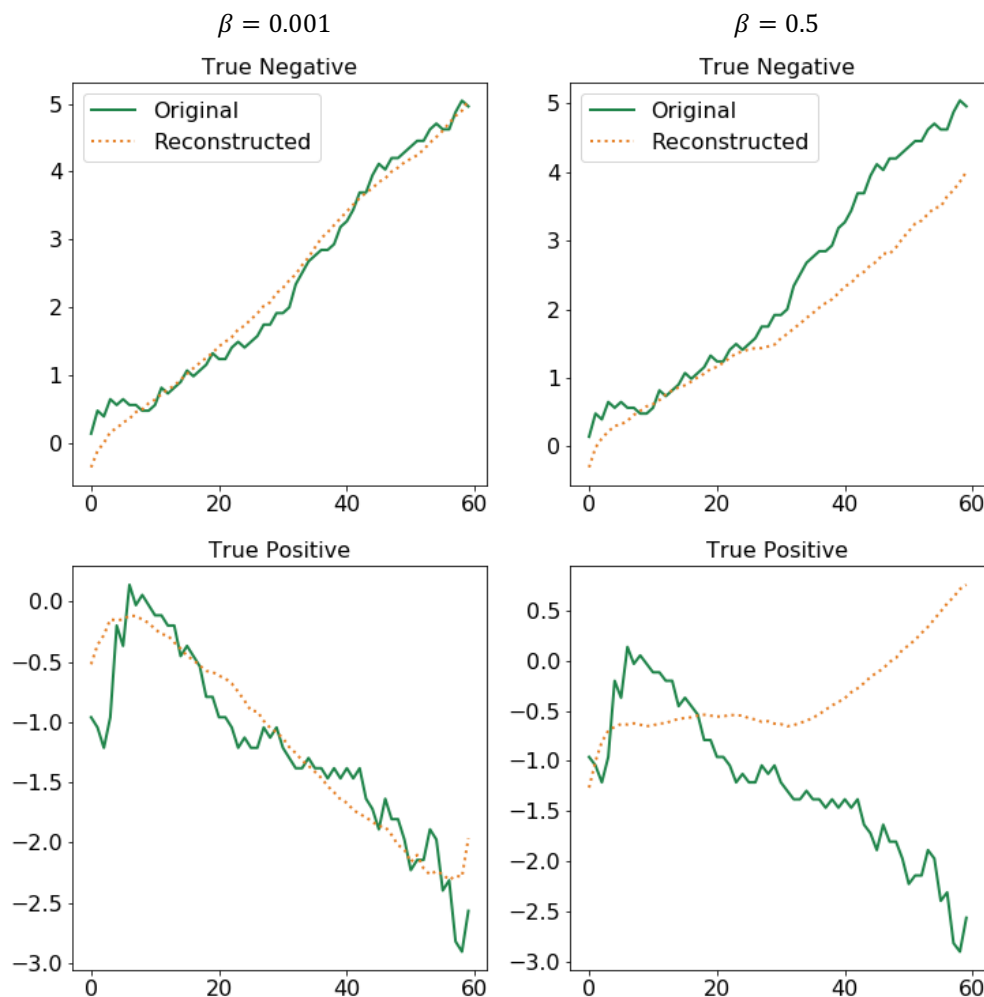 β = 0.001
β = 0.5
True Negative
True Negative
Original
Reconstructed
Original
Reconstructed
5
4
3
2
1
0
0 20 40 60
5
4
3
2
1
0
0 20 40 60
True Positive
True Positive
0.0
−0.5
−1.0
−1.5
−2.0
−2.5
−3.0
0 20 40 60
0.5
0.0
−0.5
−1.0
−1.5
−2.0
−2.5
−3.0
0 20 40 60